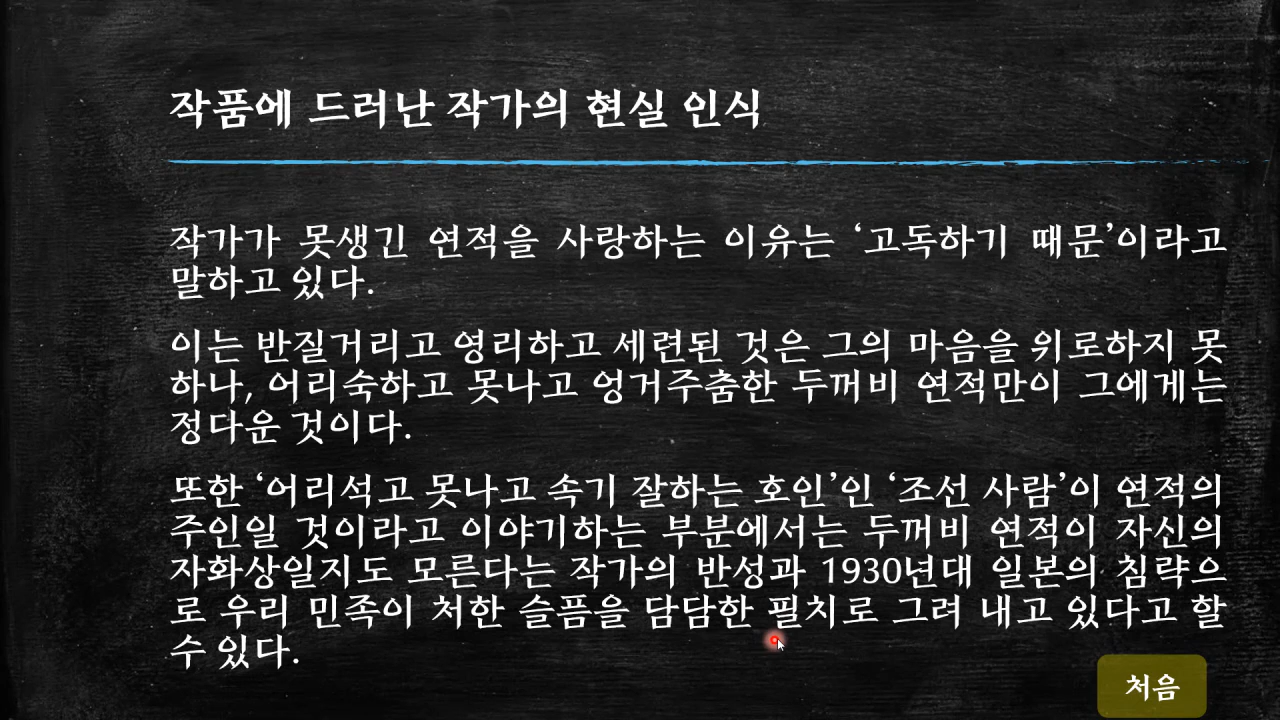 작품에 드러난 작가의 현실 인식
작가가 못생긴 연적을 사랑하는 이유는 ‘고독하기 때문’이라고
말하고 있다.
이는 반질거리고 영리하고 세련된 것은 그의 마음을 위로하지 못
하나, 어리숙하고 못나고 엉거주춤한 두꺼비 연적만이 그에게는
정다운 것이다.
또한 ‘어리석고 못나고 속기 잘하는 호인’인 ‘조선 사람’이 연적의
주인일 것이라고 이야기하는 부분에서는 두꺼비 연적이 자신의
자화상일지도 모른다는 작가의 반성과 1930년대 일본의 침략으
로 우리 민족이 처한 슬픔을 담담한 필치로 그려 내고 있다고 할
수 있다.
처음